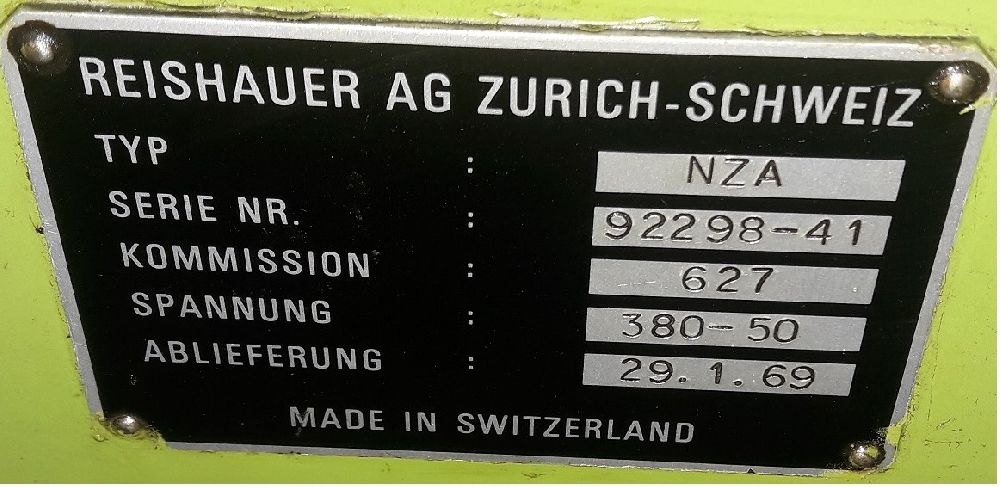 REISHAUER AG ZURICH-SCHWEIZ
TYP : NZA
SERIE NR. : 92298-41
KOMMISSION : 627
SPANNUNG : 380-50
ABLIEFERUNG : 29.1.69
MADE IN SWITZERLAND